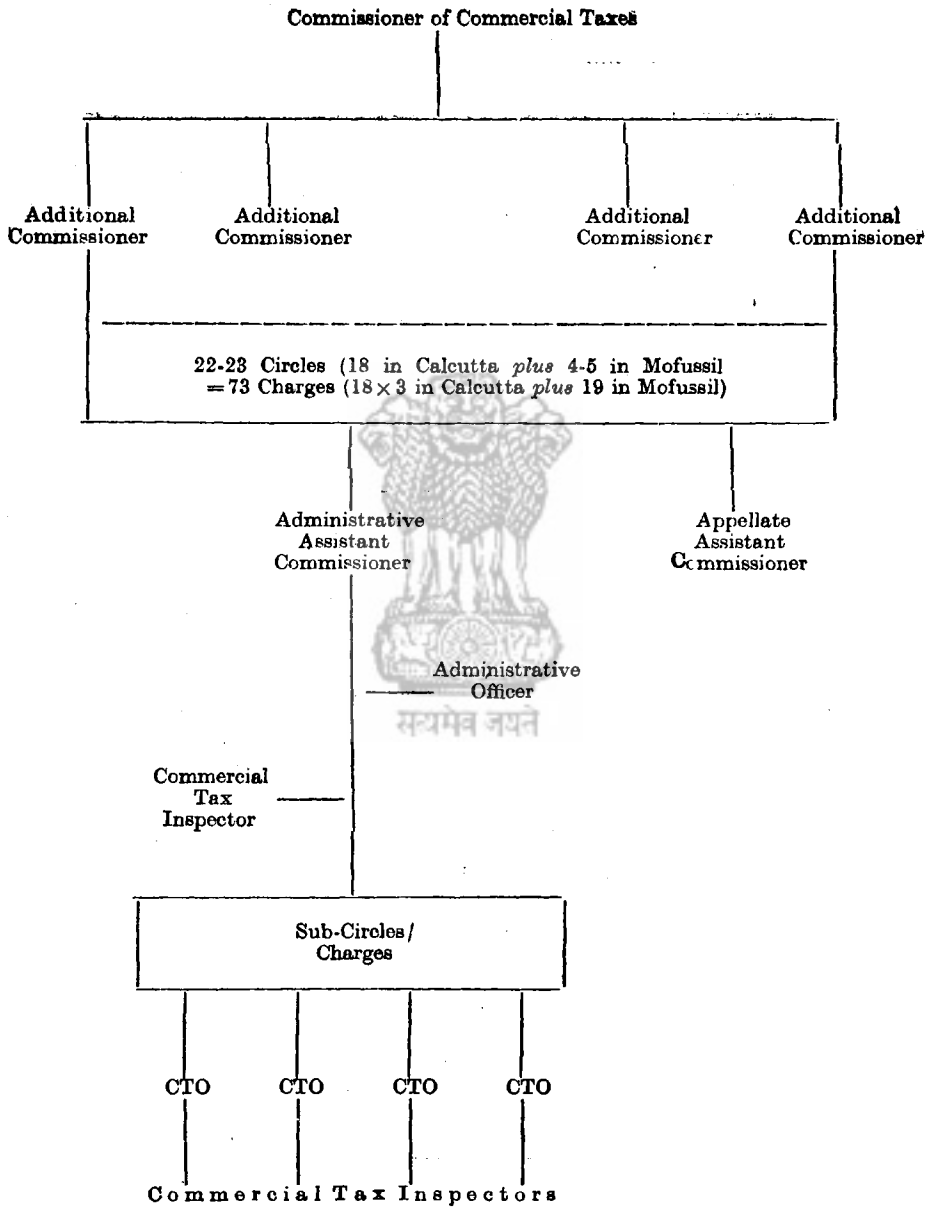 Commissioner of Commercial Taxes
Additional Commissioner
Additional Commissioner
Additional Commissioner
Additional Commissioner
22-23 Circles (18 in Calcutta plus 4-5 in Mofussil
=73 Charges (18×3 in Calcutta plus 19 in Mofussil)
Administrative
Assistant
Commissioner
Appellate
Assistant
Commissioner
Administrative
Officer
सत्यमेव जयते
Commercial
Tax
Inspector
Sub-Circles/
Charges
CTO CTO CTO CTO
Commercial Tax Inspectors